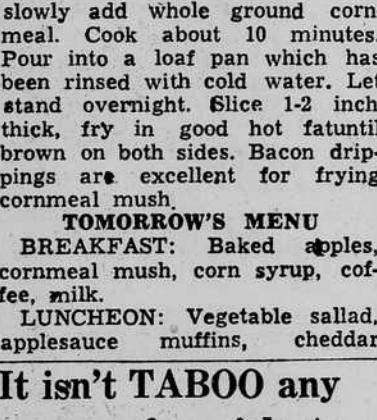 slowly add whole ground corn
meal. Cook about 10 minutes.
Pour into a loaf pan which has
been rinsed with cold water. Let
stand overnight. Slice 1-2 inch
thick, fry in good hot fatuntil
brown on both sides. Bacon drip-
pings are excellent for frying
cornmeal mush.
TOMORROW'S MENU
BREAKFAST: Baked apples,
cornmeal mush, corn syrup, cof-
fee, milk.
LUNCHEON: Vegetable sallad,
applesauce muffins, cheddar
It isn't TABOO any